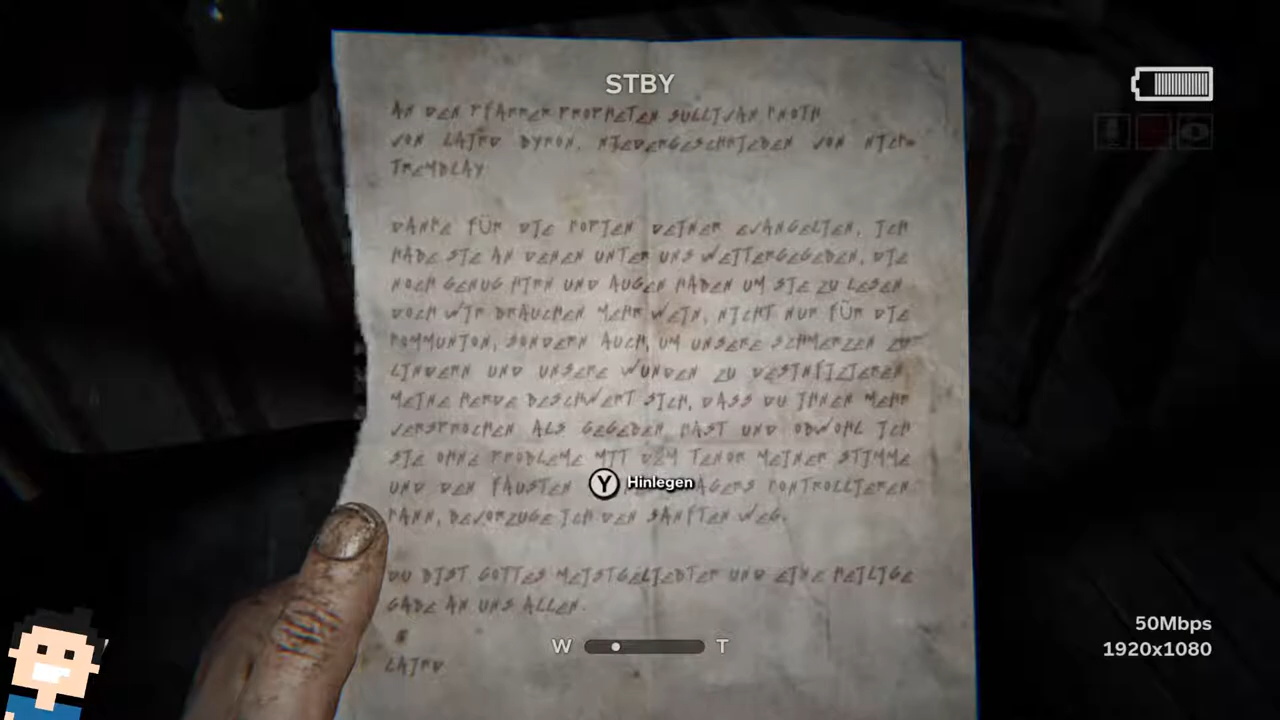 STBY
AN DEN PFARRER PROPHETEN SULLIVAN KNOTH
VON LAIRD BYRON, NIEDERGESCHRIEBEN VON NICK
TREMBLAY
DANKE FÜR DIE KOPIEN DEINER EVANGELIEN. ICH
HABE SIE AN DENEN UNTER UNS WEITERGEGEBEN, DIE
NOCH GENUG HIRN UND AUGEN HABEN UM SIE ZU LESEN
DOCH WIR BRAUCHEN MEHR WEIN, NICHT NUR FÜR DIE
KOMMUNION, SONDERN AUCH, UM UNSERE SCHMERZEN ZU
LINDERN UND UNSERE WUNDEN ZU DESINFIZIEREN
MEINE HERDE BESCHWERT SICH, DASS DU IHNEN MEHR
VERSPROCHEN ALS GEGEBEN HAST UND OBWOHL ICH
SIE OHNE PROBLEME MIT DEM TENOR MEINER STIMME
UND DEN FÄUSTEN KONTROLLIEREN
Y Hinlegen
KANN, BEVORZUGE ICH DEN SANFTEN WEG.
DU BIST GOTTES MEISTGELIEBTER UND EINE HEILIGE
GABE AN UNS ALLEN.
W T
LAIRD
50Mbps
1920x1080